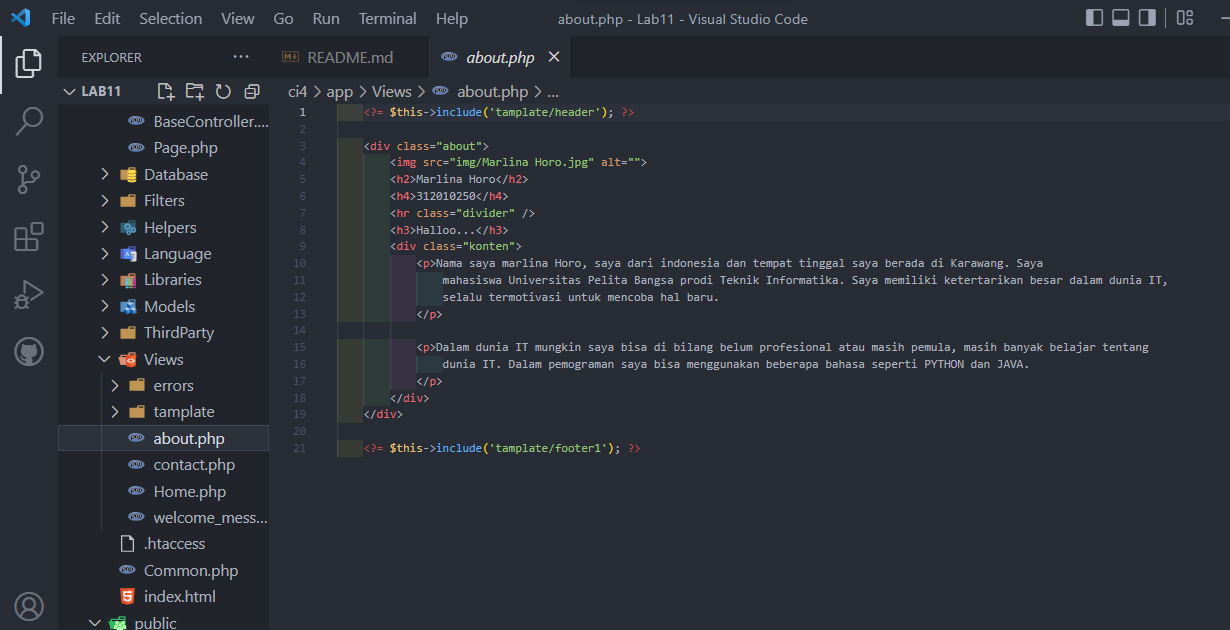 File Edit Selection View Go Run Terminal Help about.php - Lab11 - Visual Studio Code
EXPLORER ...
README.md about.php
LAB11
ci4 > app > Views > about.php > ...
BaseController....
Page.php
Database
Filters
Helpers
Language
Libraries
Models
ThirdParty
Views
errors
tamplate
about.php
contact.php
Home.php
welcome_mess...
.htaccess
Common.php
index.html
public
1 <?= $this->include('tamplate/header'); ?>
2
3 <div class="about">
4 <img src="img/Marlina Horo.jpg" alt="">
5 <h2>Marlina Horo</h2>
6 <h4>312010250</h4>
7 <hr class="divider" />
8 <h3>Halloo...</h3>
9 <div class="konten">
10 <p>Nama saya marlina Horo, saya dari indonesia dan tempat tinggal saya berada di Karawang. Saya
11 mahasiswa Universitas Pelita Bangsa prodi Teknik Informatika. Saya memiliki ketertarikan besar dalam dunia IT,
12 selalu termotivasi untuk mencoba hal baru.
13 </p>
14
15 <p>Dalam dunia IT mungkin saya bisa di bilang belum profesional atau masih pemula, masih banyak belajar tentang
16 dunia IT. Dalam pemograman saya bisa menggunakan beberapa bahasa seperti PYTHON dan JAVA.
17 </p>
18 </div>
19 </div>
20
21 <?= $this->include('tamplate/footer1'); ?>